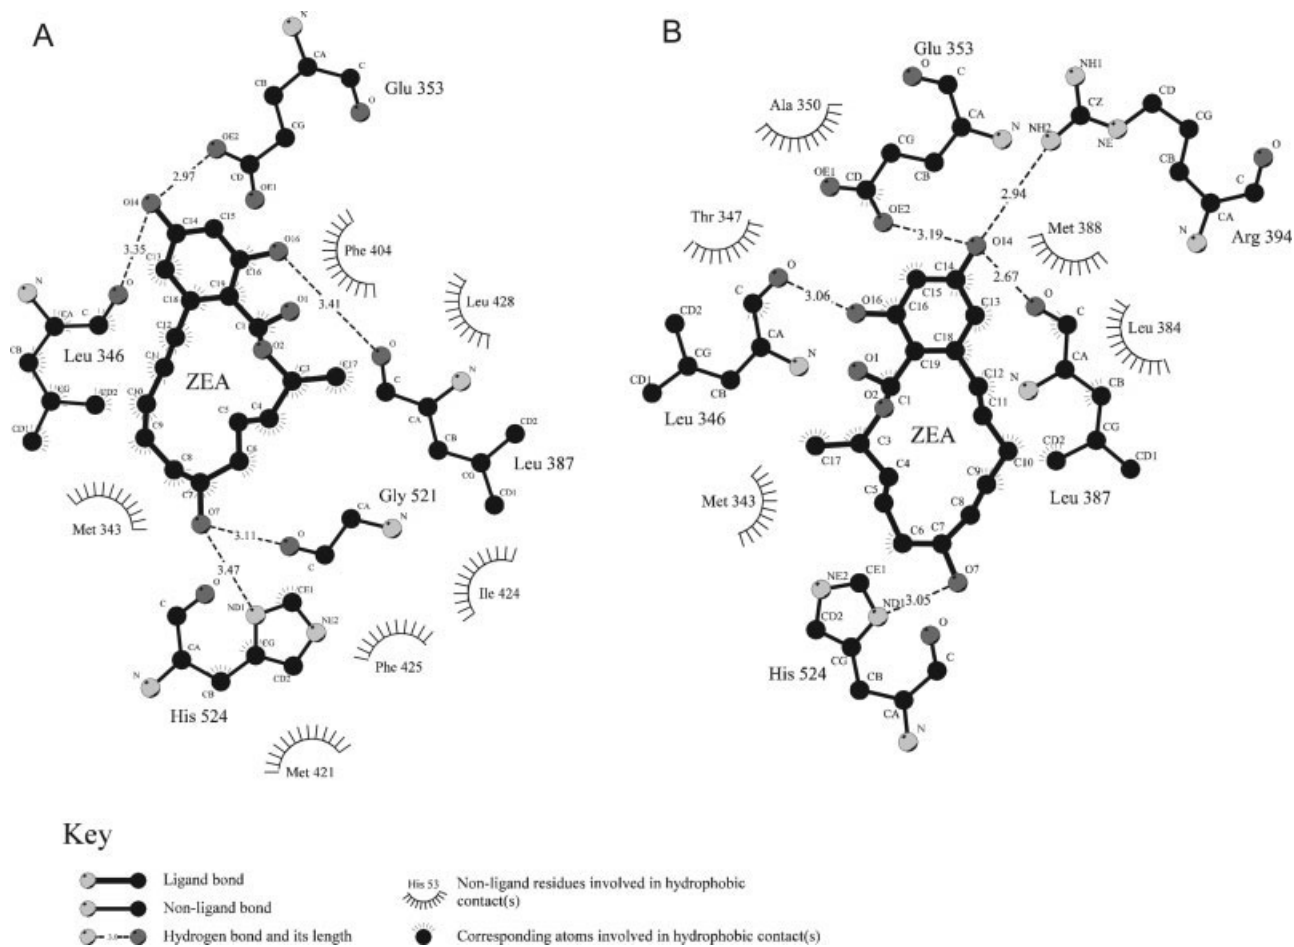 A
N
CA
C
O
CB
CG
Glu 353
OE2
CD
OE1
2.97
O14
C14
C15
O16
C13
C16
C18
C19
3.35
Phe 404
3.41
Leu 428
N
O
CA
C
CB
CG
CD2
CD1
Leu 346
C12
C11
C10
C9
C8
C7
O7
ZEA
C1
O1
O2
C3
C17
C4
C5
C6
O
C
N
CA
CB
CG
CD2
CD1
Leu 387
Gly 521
CA
N
O
C
3.11
3.47
Met 343
Ile 424
O
C
CA
N
CB
CG
ND1
CE1
NE2
CD2
His 524
Phe 425
Met 421
B
Glu 353
O
C
CA
N
CG
CB
CD
OE1
OE2
Ala 350
NH1
CZ
NH2
NE
CD
CG
CB
CA
C
O
N
Arg 394
2.94
3.19
Thr 347
Met 388
O14
2.67
O
C
3.06
O16
C14
C15
C16
C13
C18
C19
Leu 384
CD2
CG
CD1
CB
CA
N
Leu 346
O1
O2
C1
C3
C17
C4
C5
C6
C7
C8
C9
C10
C11
C12
ZEA
O
C
CA
N
CB
CG
CD2
CD1
Leu 387
Met 343
O7
3.05
NE2
CE1
ND1
CD2
CG
CB
CA
C
O
N
His 524
Key
Ligand bond
Non-ligand bond
Hydrogen bond and its length
His 53
Non-ligand residues involved in hydrophobic
contact(s)
Corresponding atoms involved in hydrophobic contact(s)